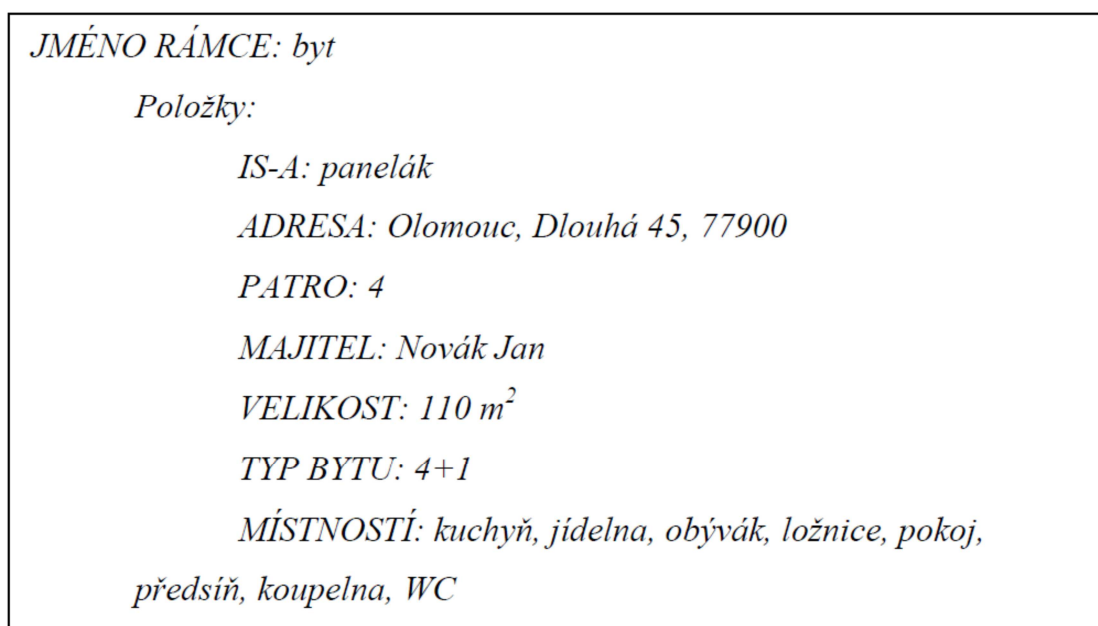 JMÉNO RÁMCE: byt
Položky:
IS-A: panelák
ADRESA: Olomouc, Dlouhá 45, 77900
PATRO: 4
MAJITEL: Novák Jan
VELIKOST: 110 m²
TYP BYTU: 4+1
MÍSTNOSTÍ: kuchyň, jídelna, obývák, ložnice, pokoj,
předsíň, koupelna, WC